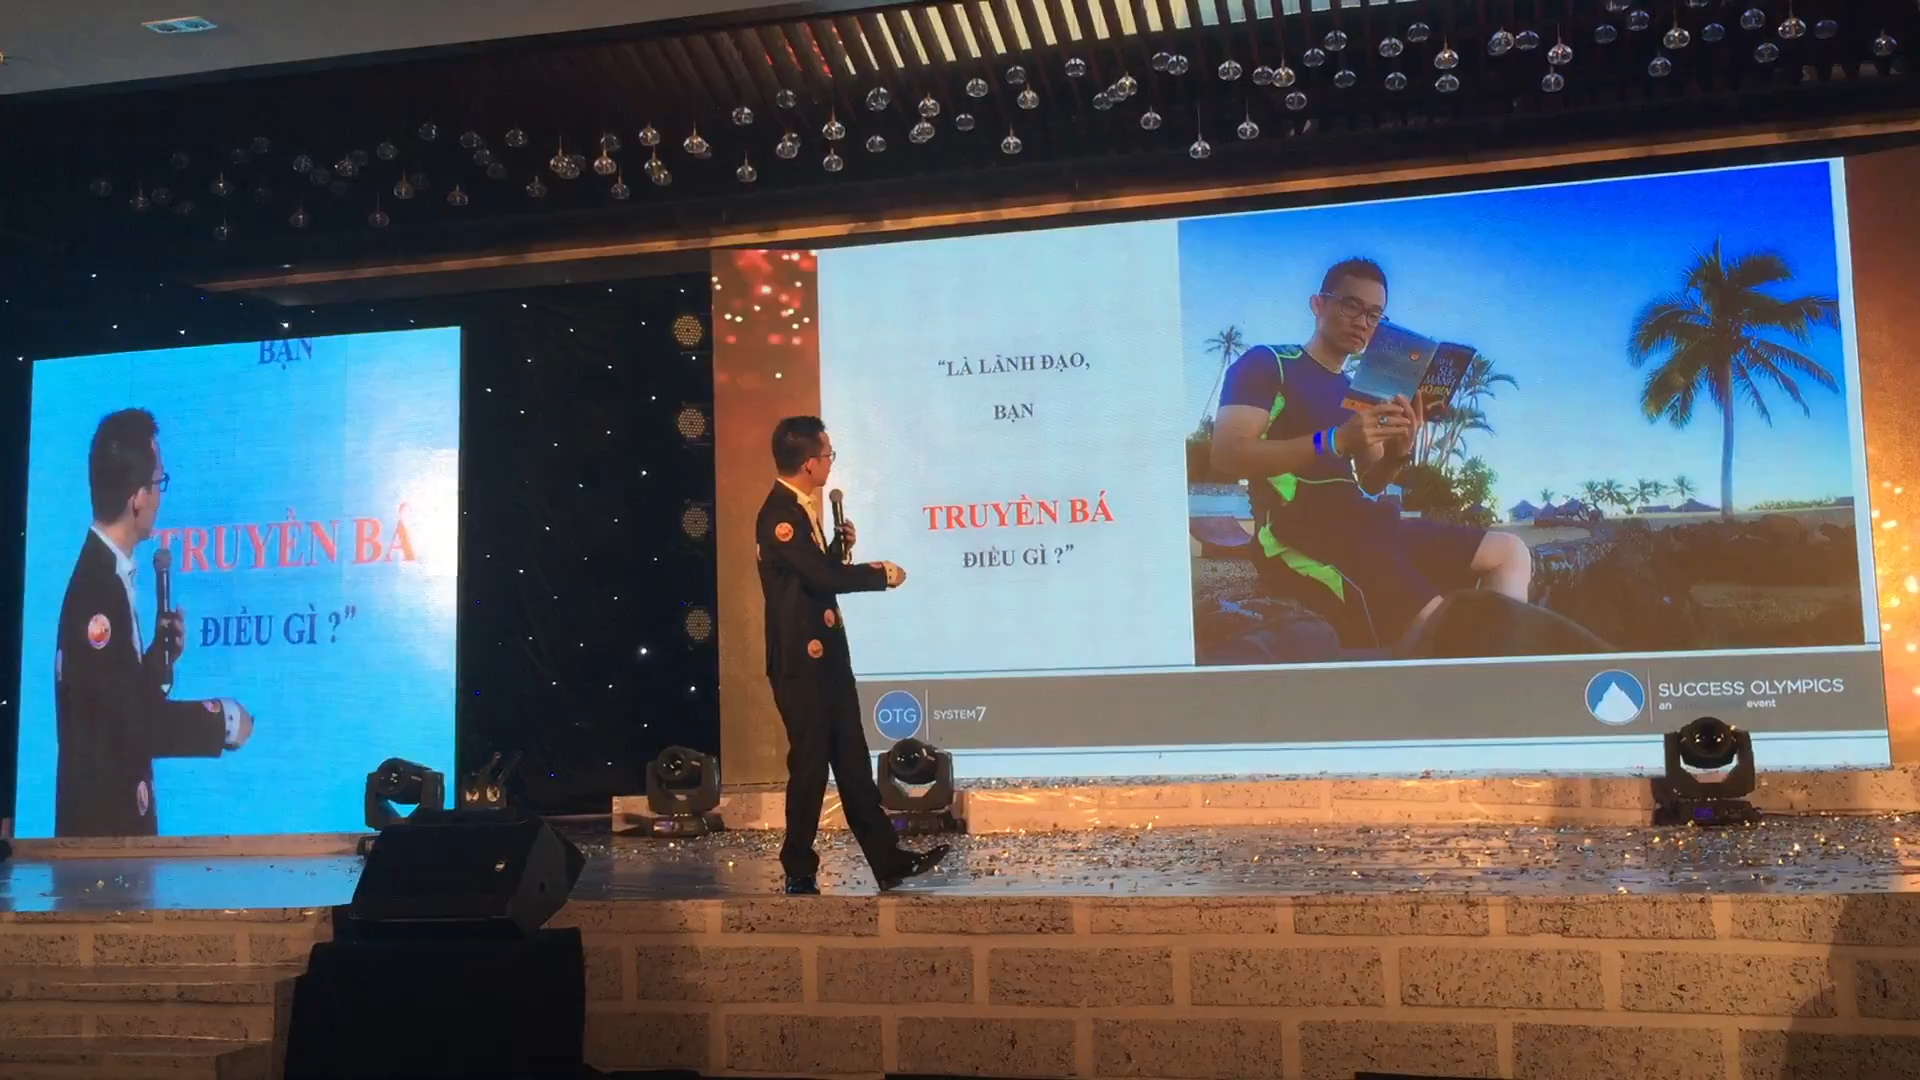 BẠN
TRUYỀN BÁ
ĐIỀU GÌ ?”
“LÀ LÃNH ĐẠO,
BẠN
TRUYỀN BÁ
ĐIỀU GÌ ?”
OTG
SYSTEM7
SUCCESS OLYMPICS
an
event